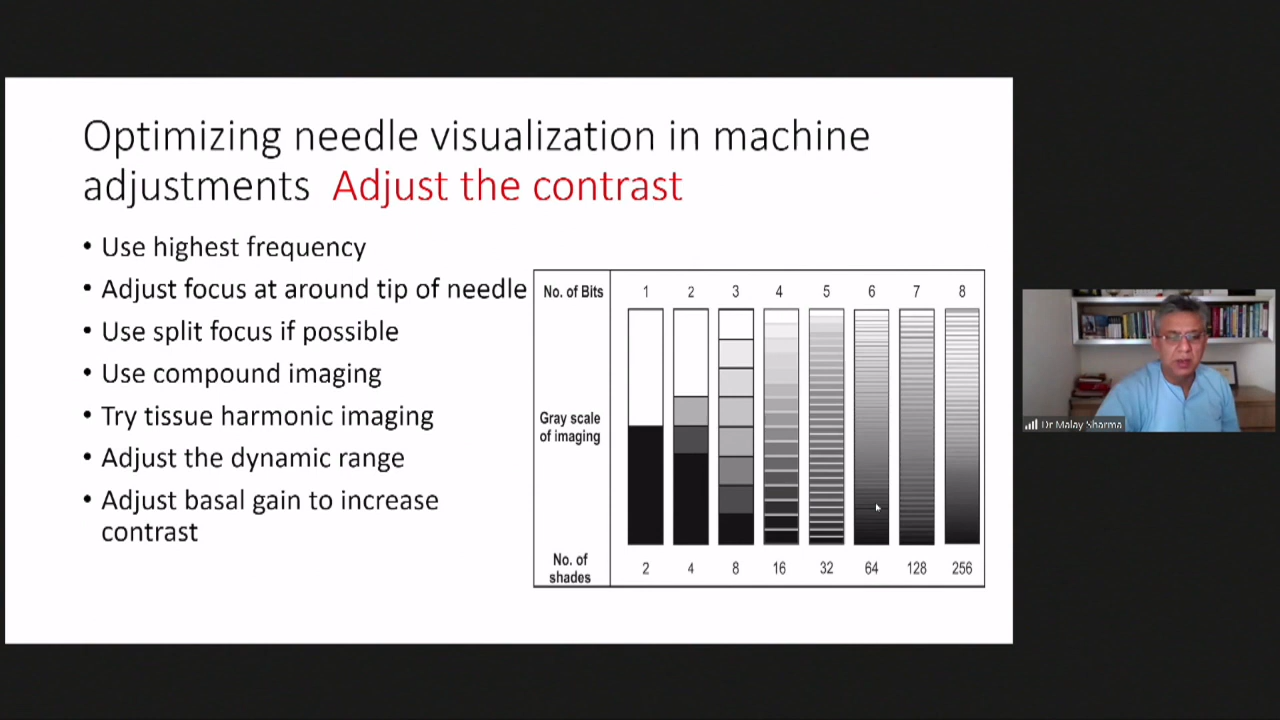 Optimizing needle visualization in machine
adjustments Adjust the contrast
• Use highest frequency
• Adjust focus at around tip of needle
• Use split focus if possible
• Use compound imaging
• Try tissue harmonic imaging
• Adjust the dynamic range
• Adjust basal gain to increase
contrast
No. of Bits 1 2 3 4 5 6 7 8
Gray scale
of imaging
No. of
shades 2 4 8 16 32 64 128 256
Dr Malay Sharma